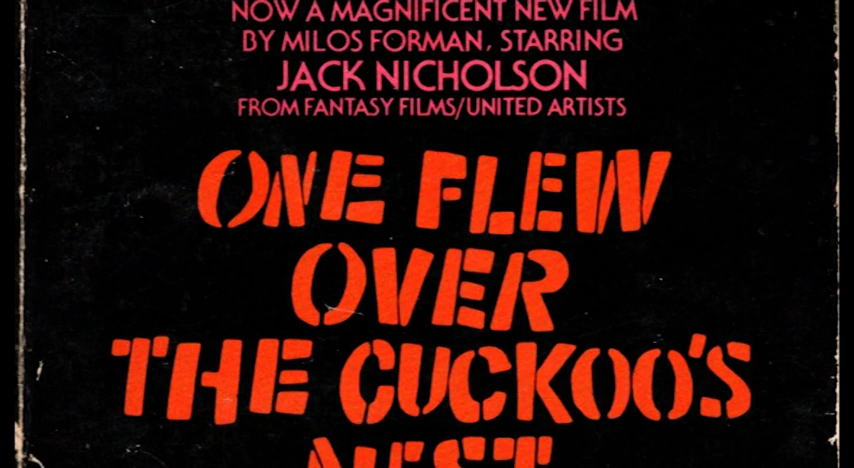 NOW A MAGNIFICENT NEW FILM
BY MILOS FORMAN, STARRING
JACK NICHOLSON
FROM FANTASY FILMS/UNITED ARTISTS
ONE FLEW
OVER
THE CUCKOO'S
NEST